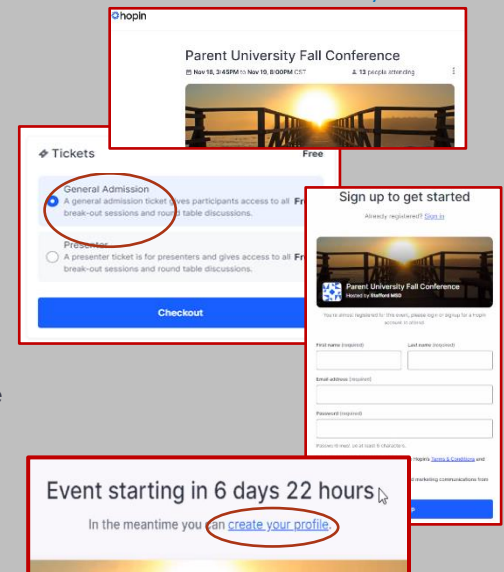 hopin
Parent University Fall Conference
Nov 18, 3:45PM to Nov 19, 8:00PM CST
13 people attending
Tickets
Free
General Admission
A general admission ticket gives participants access to all
break-out sessions and round table discussions.
Presenter
A presenter ticket is for presenters and gives access to all
break-out sessions and round table discussions.
Checkout
Sign up to get started
Already registered? Sign in
Parent University Fall Conference
Hosted by Stafford MSD
You're almost registered for this event, please login or signup for a Hopin
account to attend
First name (required)
Last name (required)
Email address (required)
Password (required)
Password must be at least 8 characters.
Hopin's Terms & Conditions and
marketing communications from
e
Event starting in 6 days 22 hours
In the meantime you can create your profile.